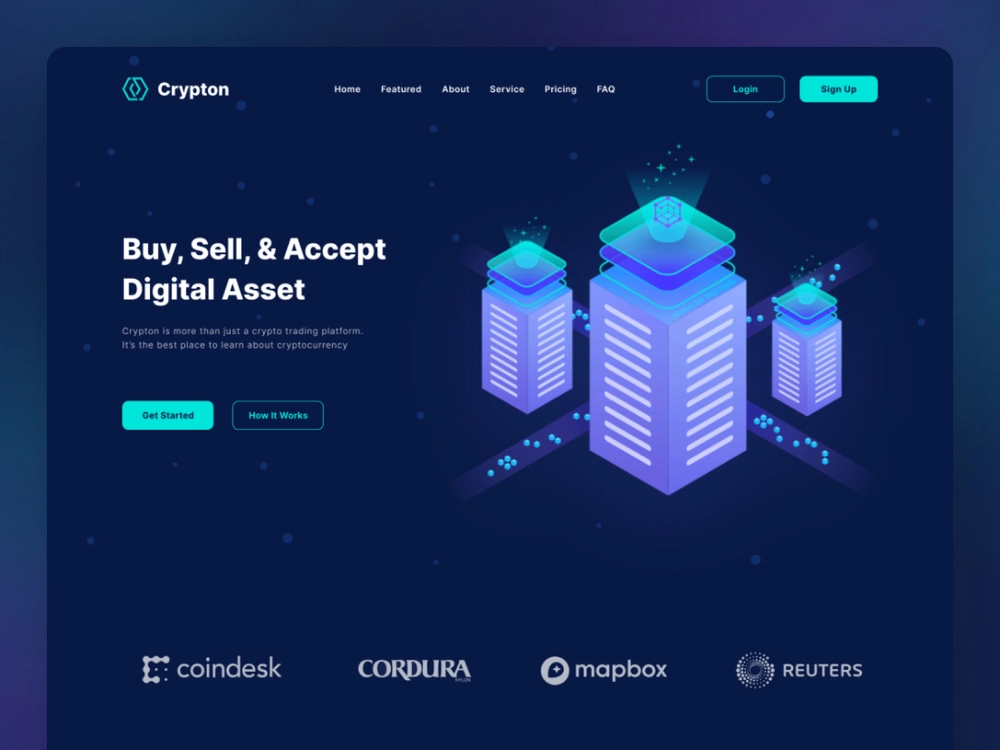 Crypton
Home Featured About Service Pricing FAQ
Login
Sign Up
Buy, Sell, & Accept
Digital Asset
Crypton is more than just a crypto trading platform.
It's the best place to learn about cryptocurrency
Get Started
How It Works
coindesk
CORDURA
NYLON
mapbox
REUTERS